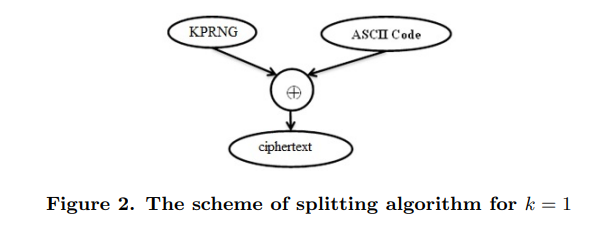 KPRNG
ASCII Code
⊕
ciphertext
Figure 2. The scheme of splitting algorithm for k = 1